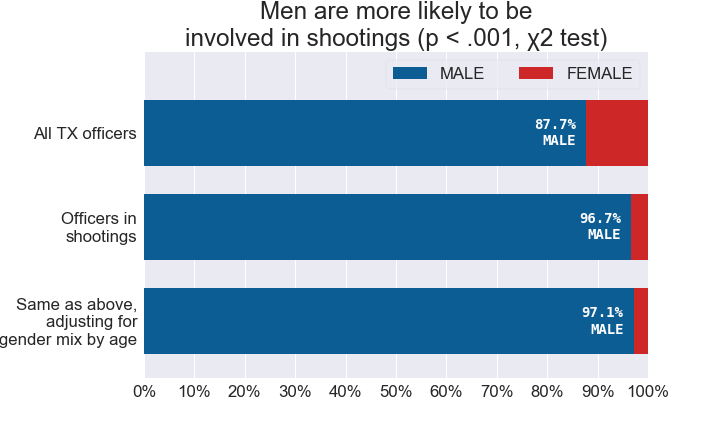 Men are more likely to be
involved in shootings (p < .001, χ2 test)
MALE FEMALE
All TX officers
87.7%
MALE
Officers in
shootings
96.7%
MALE
Same as above,
adjusting for
gender mix by age
97.1%
MALE
0% 10% 20% 30% 40% 50% 60% 70% 80% 90% 100%